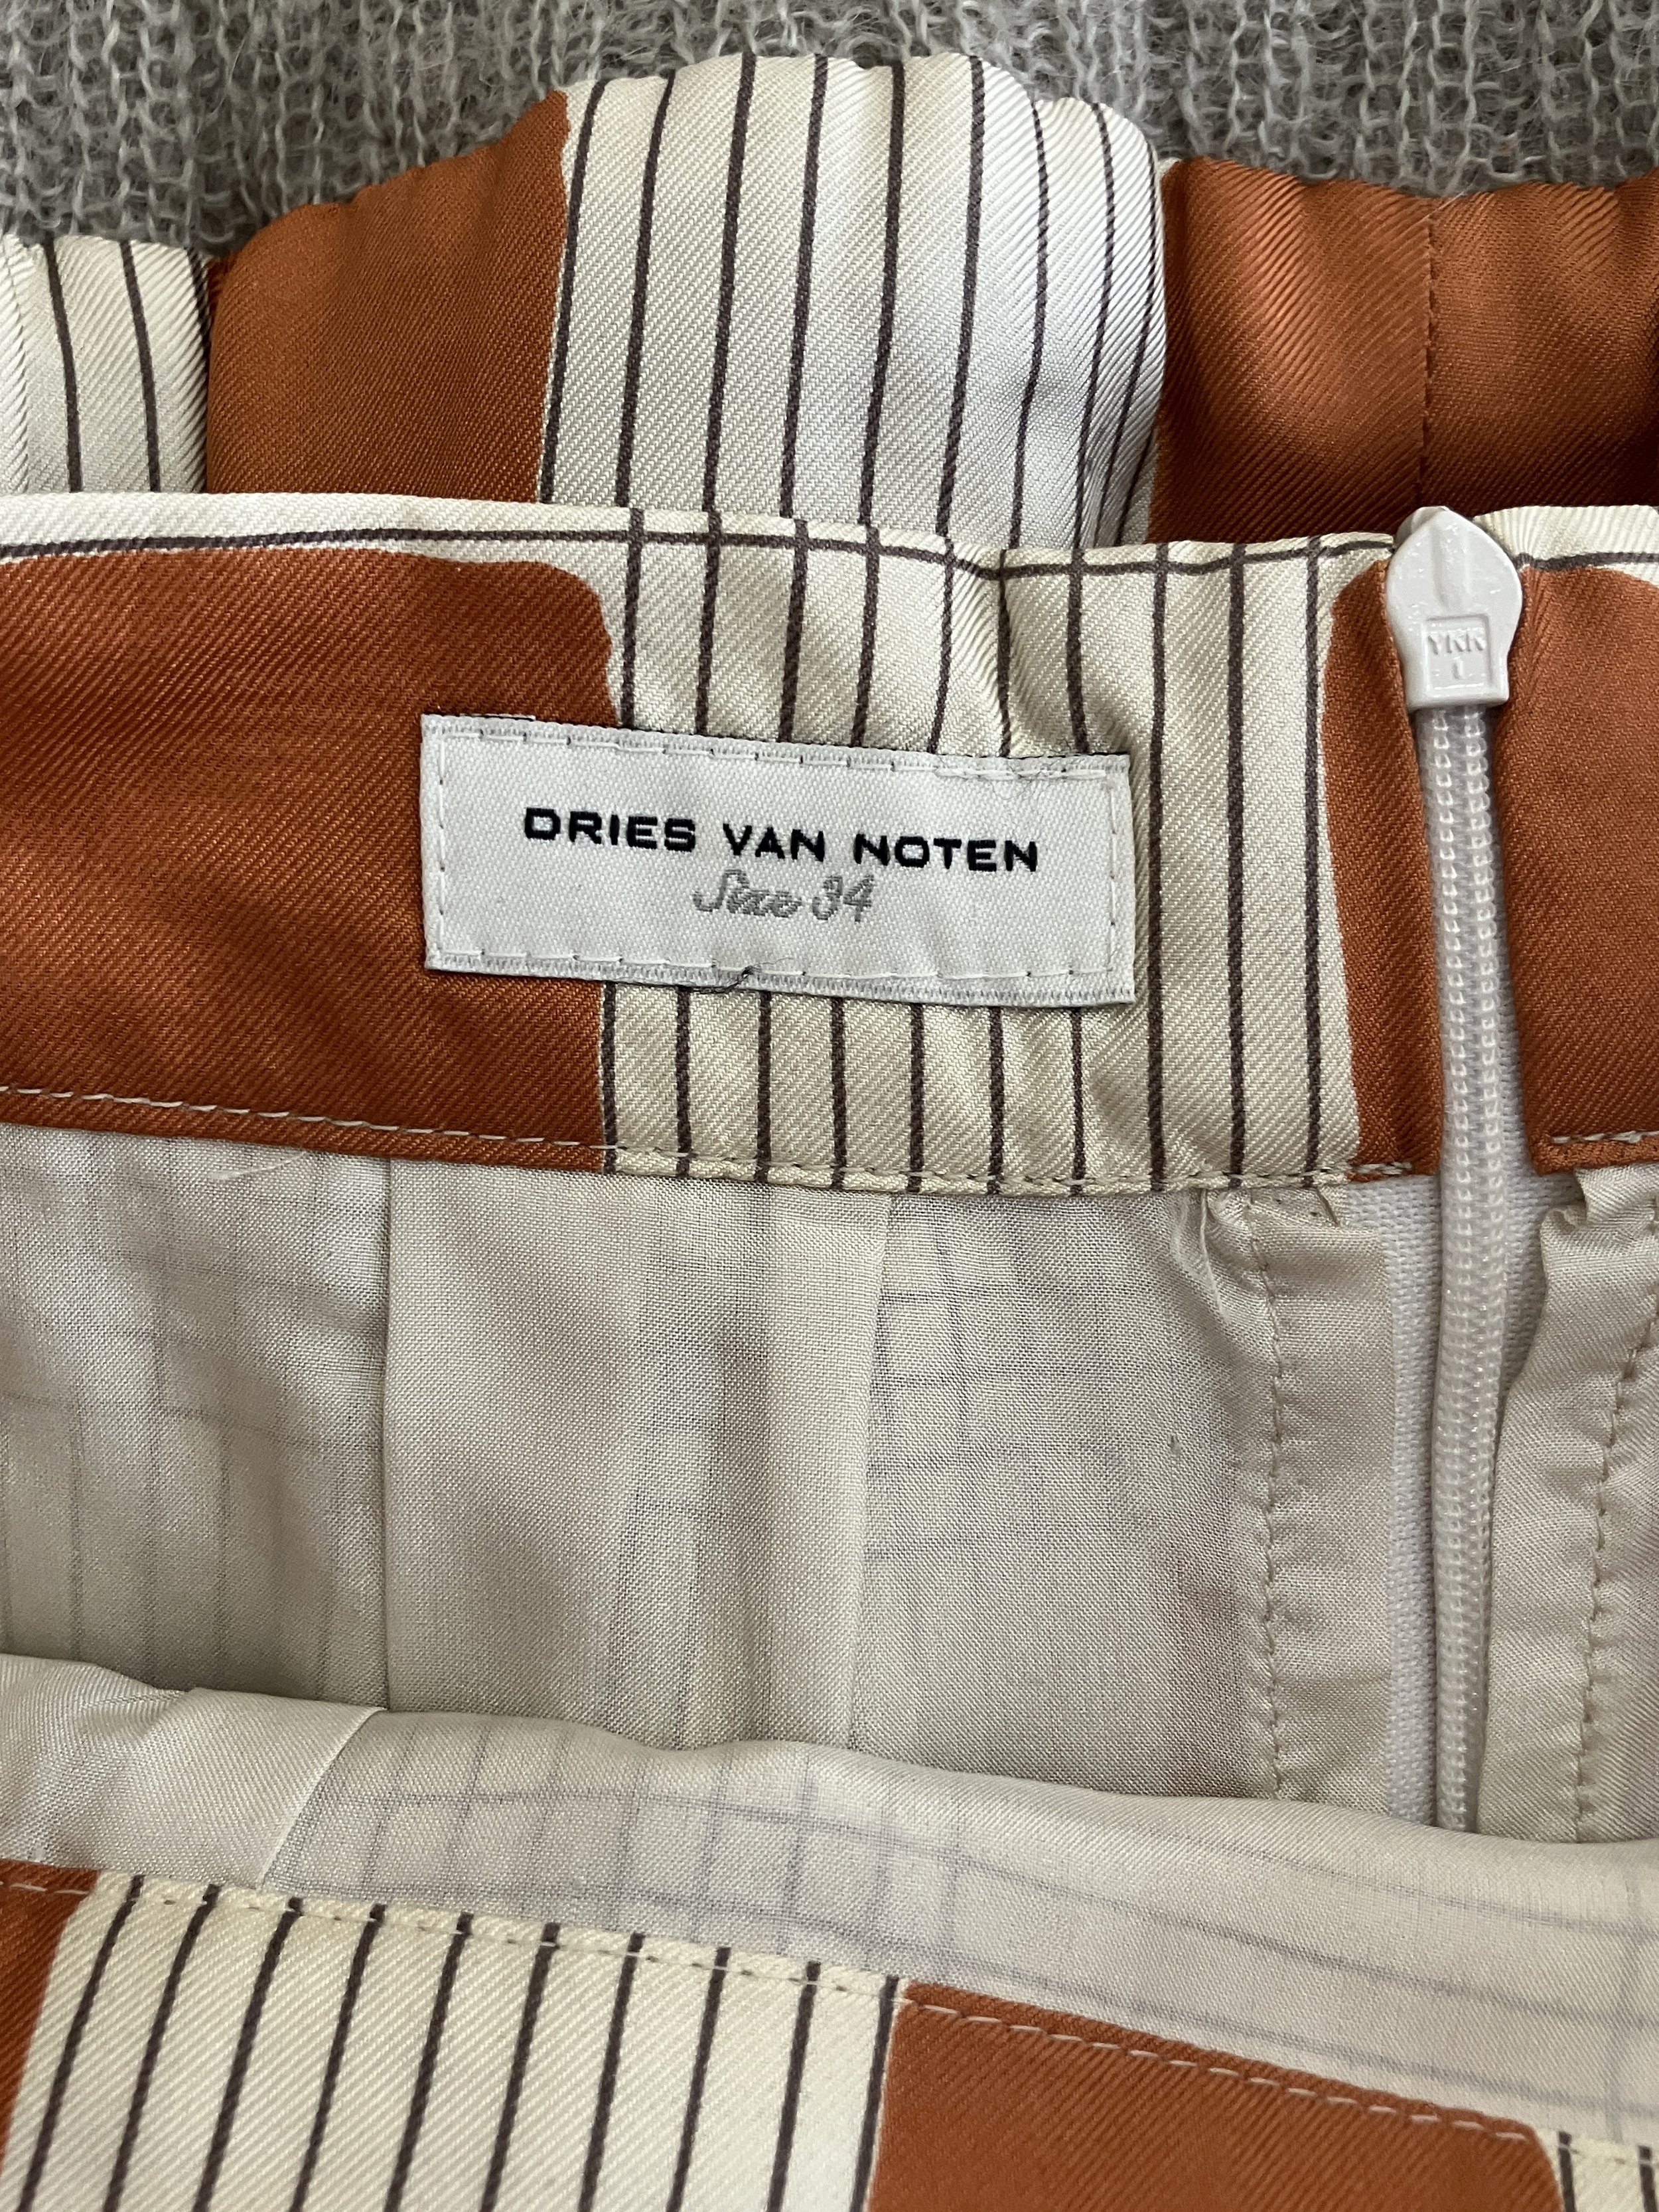 YKK
DRIES VAN NOTEN
Size 34